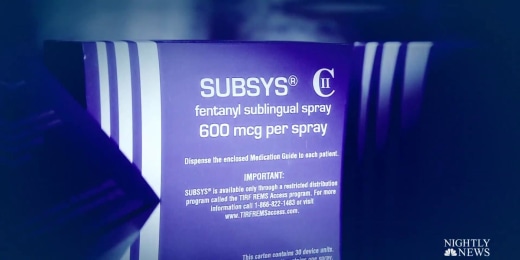 SUBSYS® CII
fentanyl sublingual spray
600 mcg per spray
Dispense the enclosed Medication Guide to each patient.
IMPORTANT:
SUBSYS® is available only through a restricted distribution
program called the TIRF REMS Access program. For more
information call 1-866-822-1483 or visit
www.TIRFREMSaccess.com.
This carton contains 30 device units.
spray.
NIGHTLY
NEWS